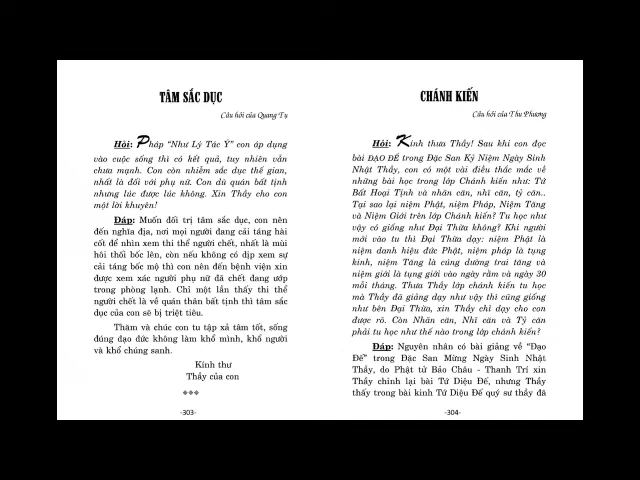 TÂM SẮC DỤC
Câu hỏi của Quang Tụ
Hỏi: Pháp “Như Lý Tác Ý” con áp dụng
vào cuộc sống thì có kết quả, tuy nhiên vẫn
chưa mạnh. Con còn nhiễm sắc dục thế gian,
nhất là đối với phụ nữ. Con dù quán bất tịnh
nhưng lúc được lúc không. Xin Thầy cho con
một lời khuyên!
Đáp: Muốn đối trị tâm sắc dục, con nên
đến nghĩa địa, nơi mọi người đang cải táng hài
cốt để nhìn xem thi thể người chết, nhất là mùi
hôi thối bốc lên, còn nếu không có dịp xem sự
cải táng bốc mộ thì con nên đến bệnh viện xin
được xem xác người phụ nữ đã chết đang ướp
trong phòng lạnh. Chỉ một lần thấy thi thể
người chết là về quán thân bất tịnh thì tâm sắc
dục của con sẽ bị triệt tiêu.
Thăm và chúc con tu tập xả tâm tốt, sống
đúng đạo đức không làm khổ mình, khổ người
và khổ chúng sanh.
Kính thư
Thầy của con
***
-303-
CHÁNH KIẾN
Câu hỏi của Thu Phương
Hỏi: Kính thưa Thầy! Sau khi con đọc
bài ĐẠO ĐẾ trong Đặc San Kỷ Niệm Ngày Sinh
Nhật Thầy, con có một vài điều thắc mắc về
những bài học trong lớp Chánh kiến như: Tứ
Bất Hoại Tịnh và nhãn căn, nhĩ căn, tỷ căn..
Tại sao lại niệm Phật, niệm Pháp, Niệm Tăng
và Niệm Giới trên lớp Chánh kiến? Tu học như
vậy có giống như Đại Thừa không? Khi người
mới vào tu thì Đại Thừa dạy: niệm Phật là
niệm danh hiệu đức Phật, niệm pháp là tụng
kinh, niệm Tăng là cúng dường trai tăng và
niệm giới là tụng giới vào ngày rằm và ngày 30
mỗi tháng. Thưa Thầy lớp chánh kiến tu học
mà Thầy đã giảng dạy như vậy thì cũng giống
như bên Đại Thừa, xin Thầy chỉ dạy cho con
được rõ. Còn Nhãn căn, Nhĩ căn và Tỷ căn
phải tu học như thế nào trong lớp chánh kiến?
Đáp: Nguyên nhân có bài giảng về “Đạo
Đế” trong Đặc San Mừng Ngày Sinh Nhật
Thầy, do Phật tử Bảo Châu - Thanh Trí xin
Thầy chỉnh lại bài Tứ Diệu Đế, nhưng Thầy
thấy trong bài kinh Tứ Diệu Đế quý sư thầy đã
-304-